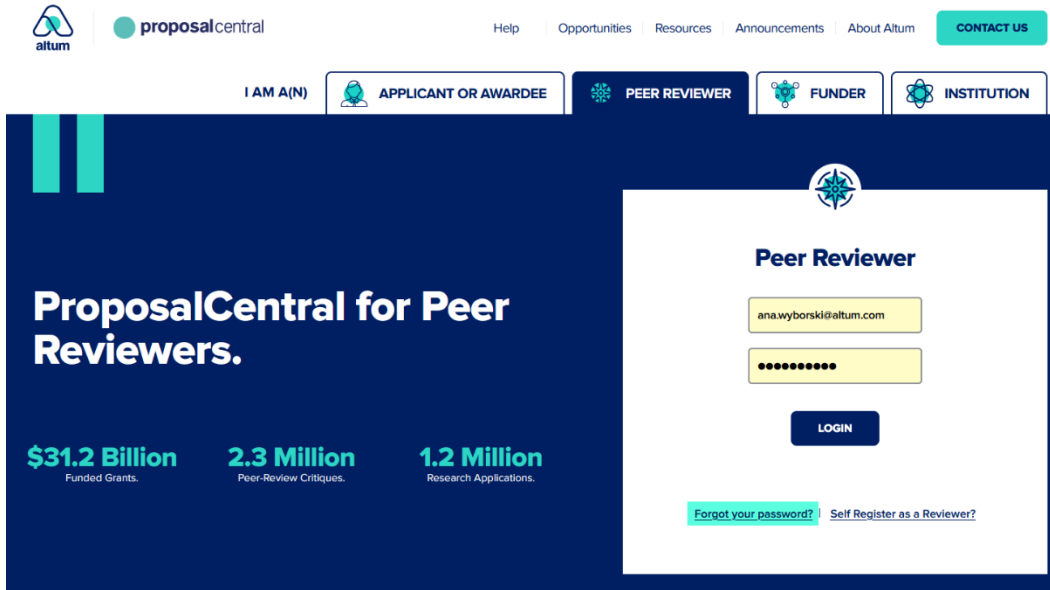 altum
proposalcentral
Help
Opportunities
Resources
Announcements
About Altum
CONTACT US
I AM A(N)
APPLICANT OR AWARDEE
PEER REVIEWER
FUNDER
INSTITUTION
Peer Reviewer
ana.wyborski@altum.com
LOGIN
Forgot your password?
Self Register as a Reviewer?
ProposalCentral for Peer
Reviewers.
$31.2 Billion
Funded Grants.
2.3 Million
Peer-Review Critiques.
1.2 Million
Research Applications.